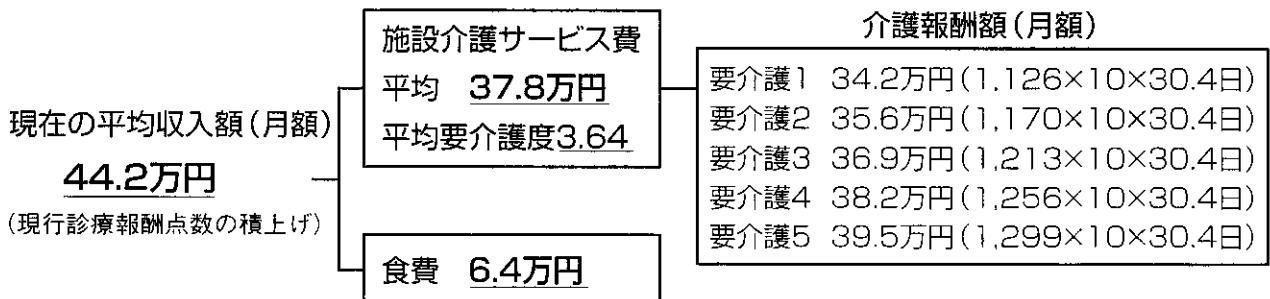 現在の平均収入額(月額)
44.2万円
(現行診療報酬点数の積上げ)
施設介護サービス費
平均 37.8万円
平均要介護度3.64
食費 6.4万円
介護報酬額(月額)
要介護1 34.2万円(1,126×10×30.4日)
要介護2 35.6万円(1,170×10×30.4日)
要介護3 36.9万円(1,213×10×30.4日)
要介護4 38.2万円(1,256×10×30.4日)
要介護5 39.5万円(1,299×10×30.4日)